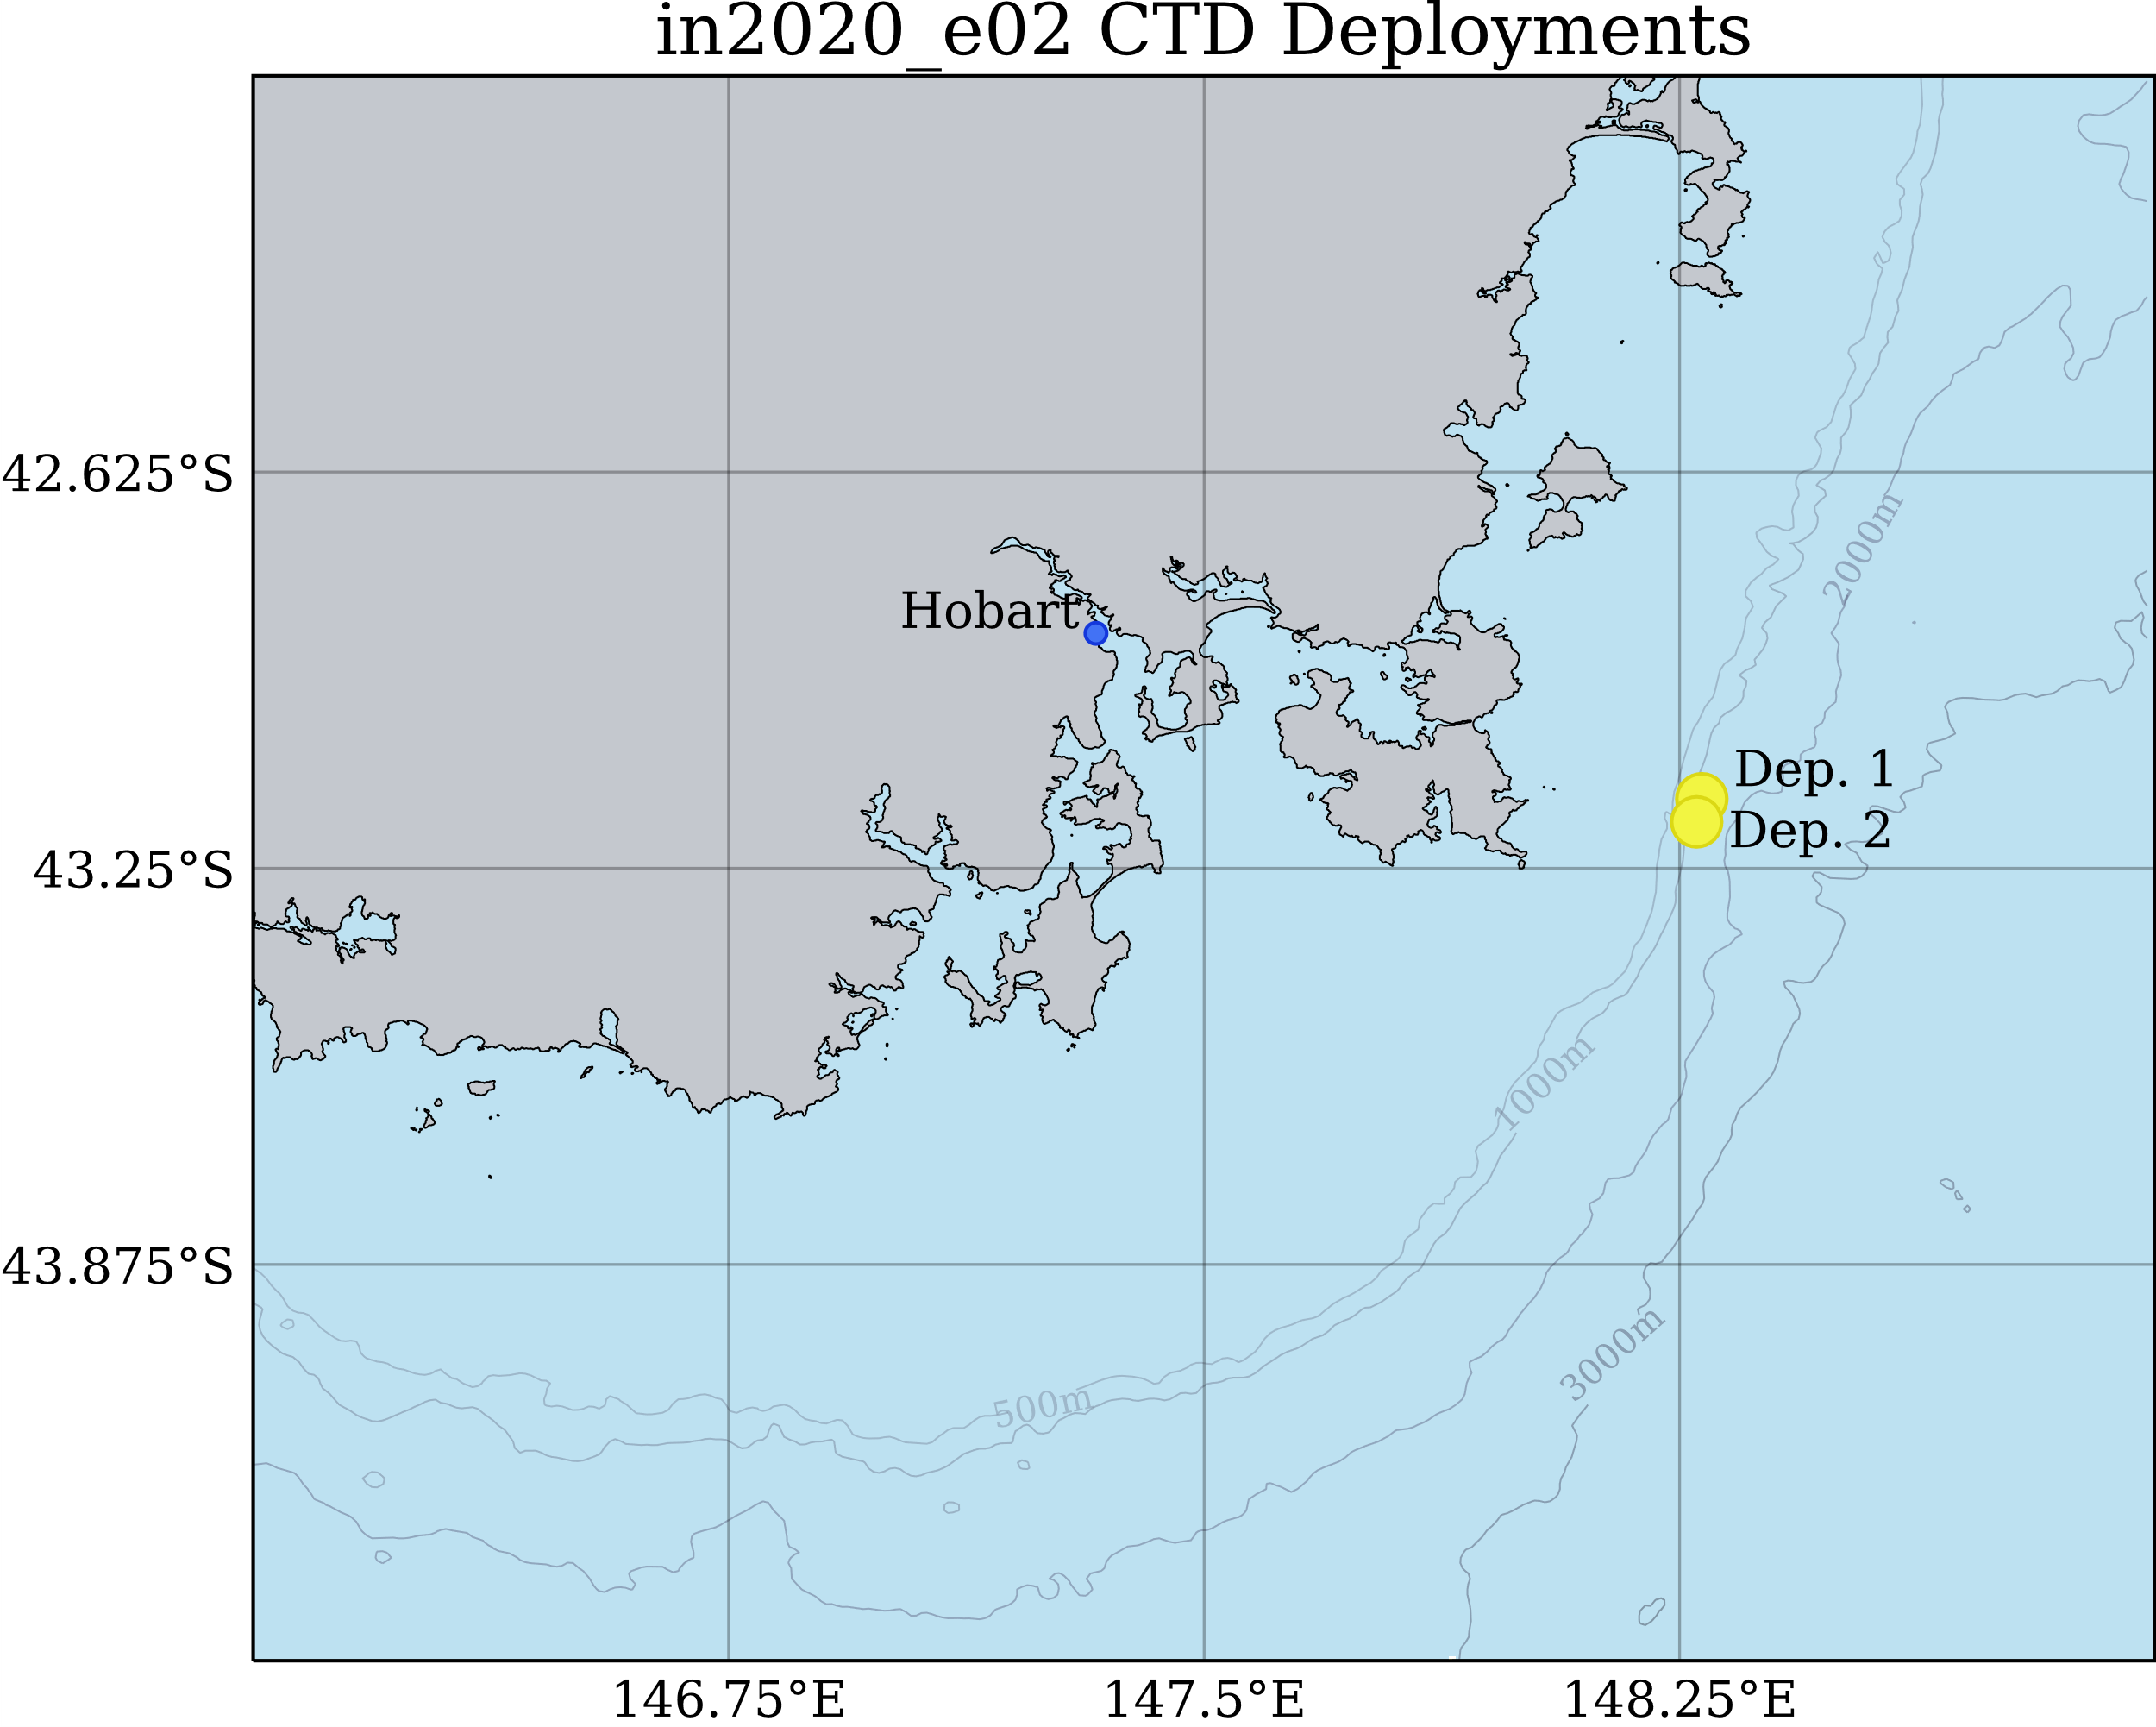 in2020_e02 CTD Deployments
42.625°S
2000m
Hobart
Dep. 1
Dep. 2
43.25°S
1000m
43.875°S
3000m
500m
146.75°E
147.5°E
148.25°E